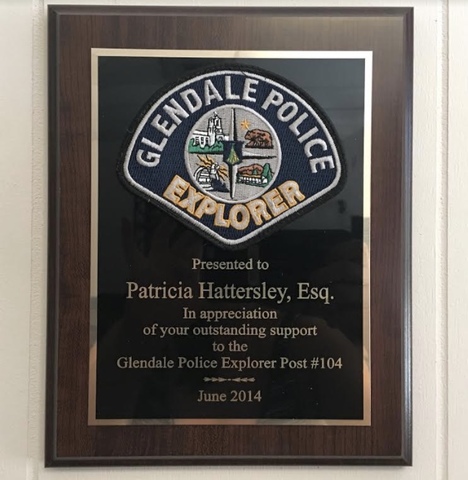 GLENDALE POLICE
EXPLORER
Presented to
Patricia Hattersley, Esq.
In appreciation
of your outstanding support
to the
Glendale Police Explorer Post #104
June 2014